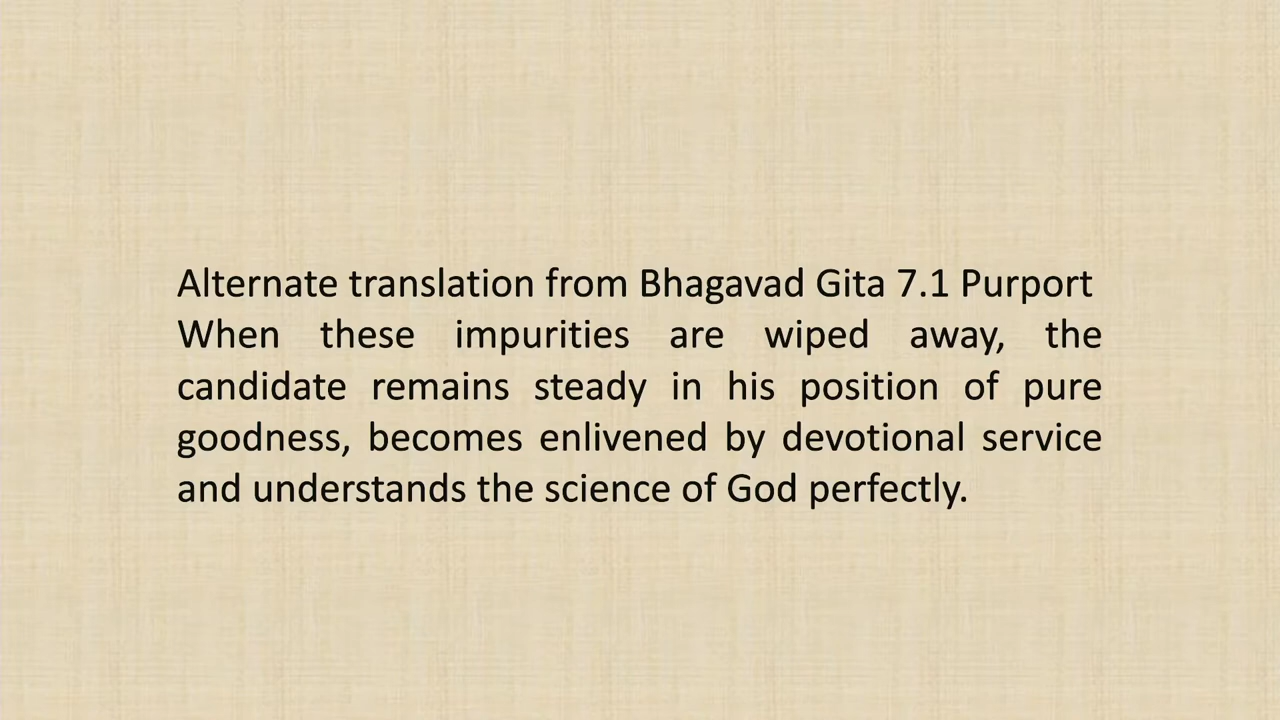 Alternate translation from Bhagavad Gita 7.1 Purport
When these impurities are wiped away, the
candidate remains steady in his position of pure
goodness, becomes enlivened by devotional service
and understands the science of God perfectly.